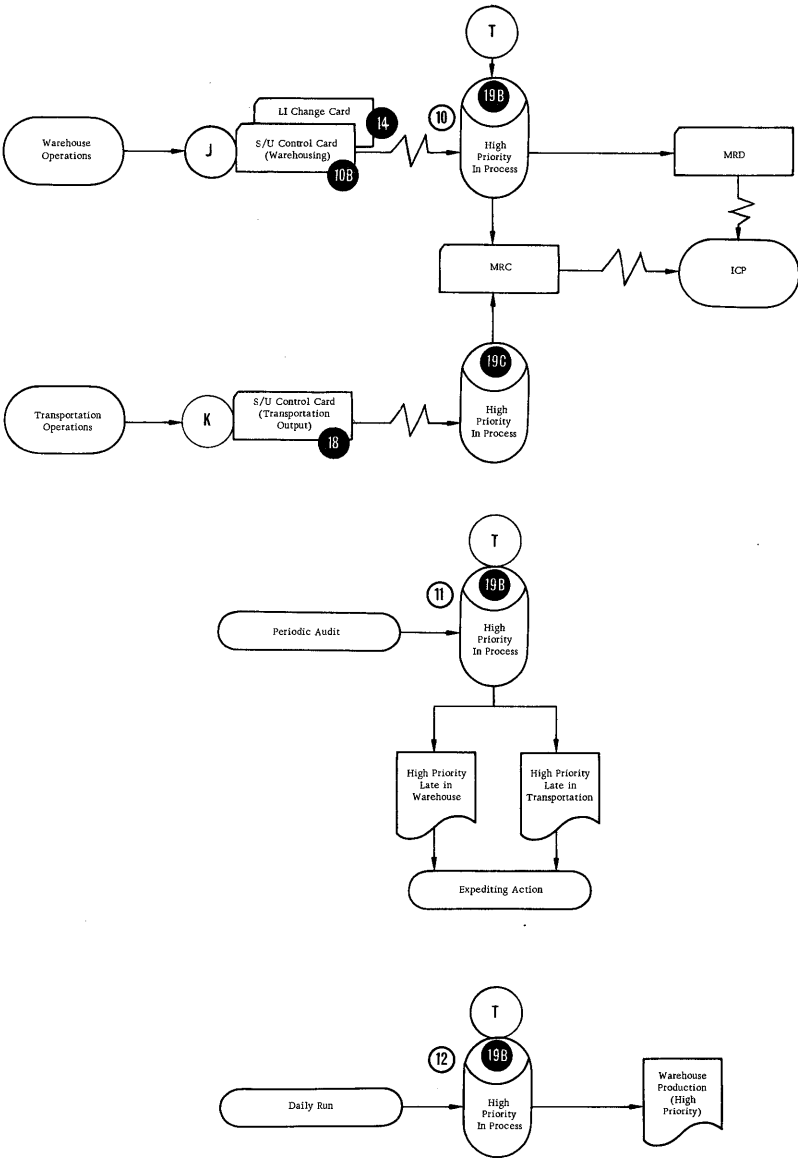 T
19B
10
High
Priority
In Process
LI Change Card
14
S/U Control Card
(Warehousing)
10B
J
Warehouse
Operations
MRD
MRC
ICP
19C
High
Priority
In Process
Transportation
Operations
K
S/U Control Card
(Transportation
Output)
18
T
19B
11
High
Priority
In Process
Periodic Audit
High Priority
Late in
Warehouse
High Priority
Late in
Transportation
Expediting Action
T
19B
12
High
Priority
In Process
Daily Run
Warehouse
Production
(High
Priority)